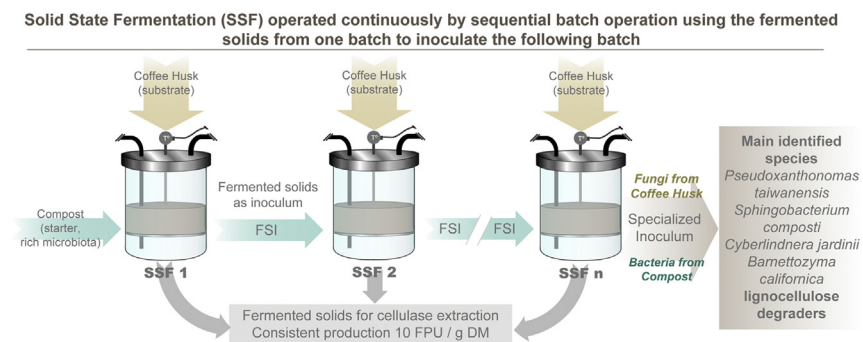 Solid State Fermentation (SSF) operated continuously by sequential batch operation using the fermented
solids from one batch to inoculate the following batch
Coffee Husk
(substrate)
Coffee Husk
(substrate)
Coffee Husk
(substrate)
T°
T°
T°
Compost
(starter,
rich microbiota)
Fermented solids
as inoculum
FSI
FSI
FSI
SSF 1
SSF 2
SSF n
Fungi from
Coffee Husk
Specialized
Inoculum
Bacteria from
Compost
Main identified
species
Pseudoxanthonomas
taiwanensis
Sphingobacterium
composti
Cyberlindnera jardinii
Barnettozyma
californica
lignocellulose
degraders
Fermented solids for cellulase extraction
Consistent production 10 FPU / g DM